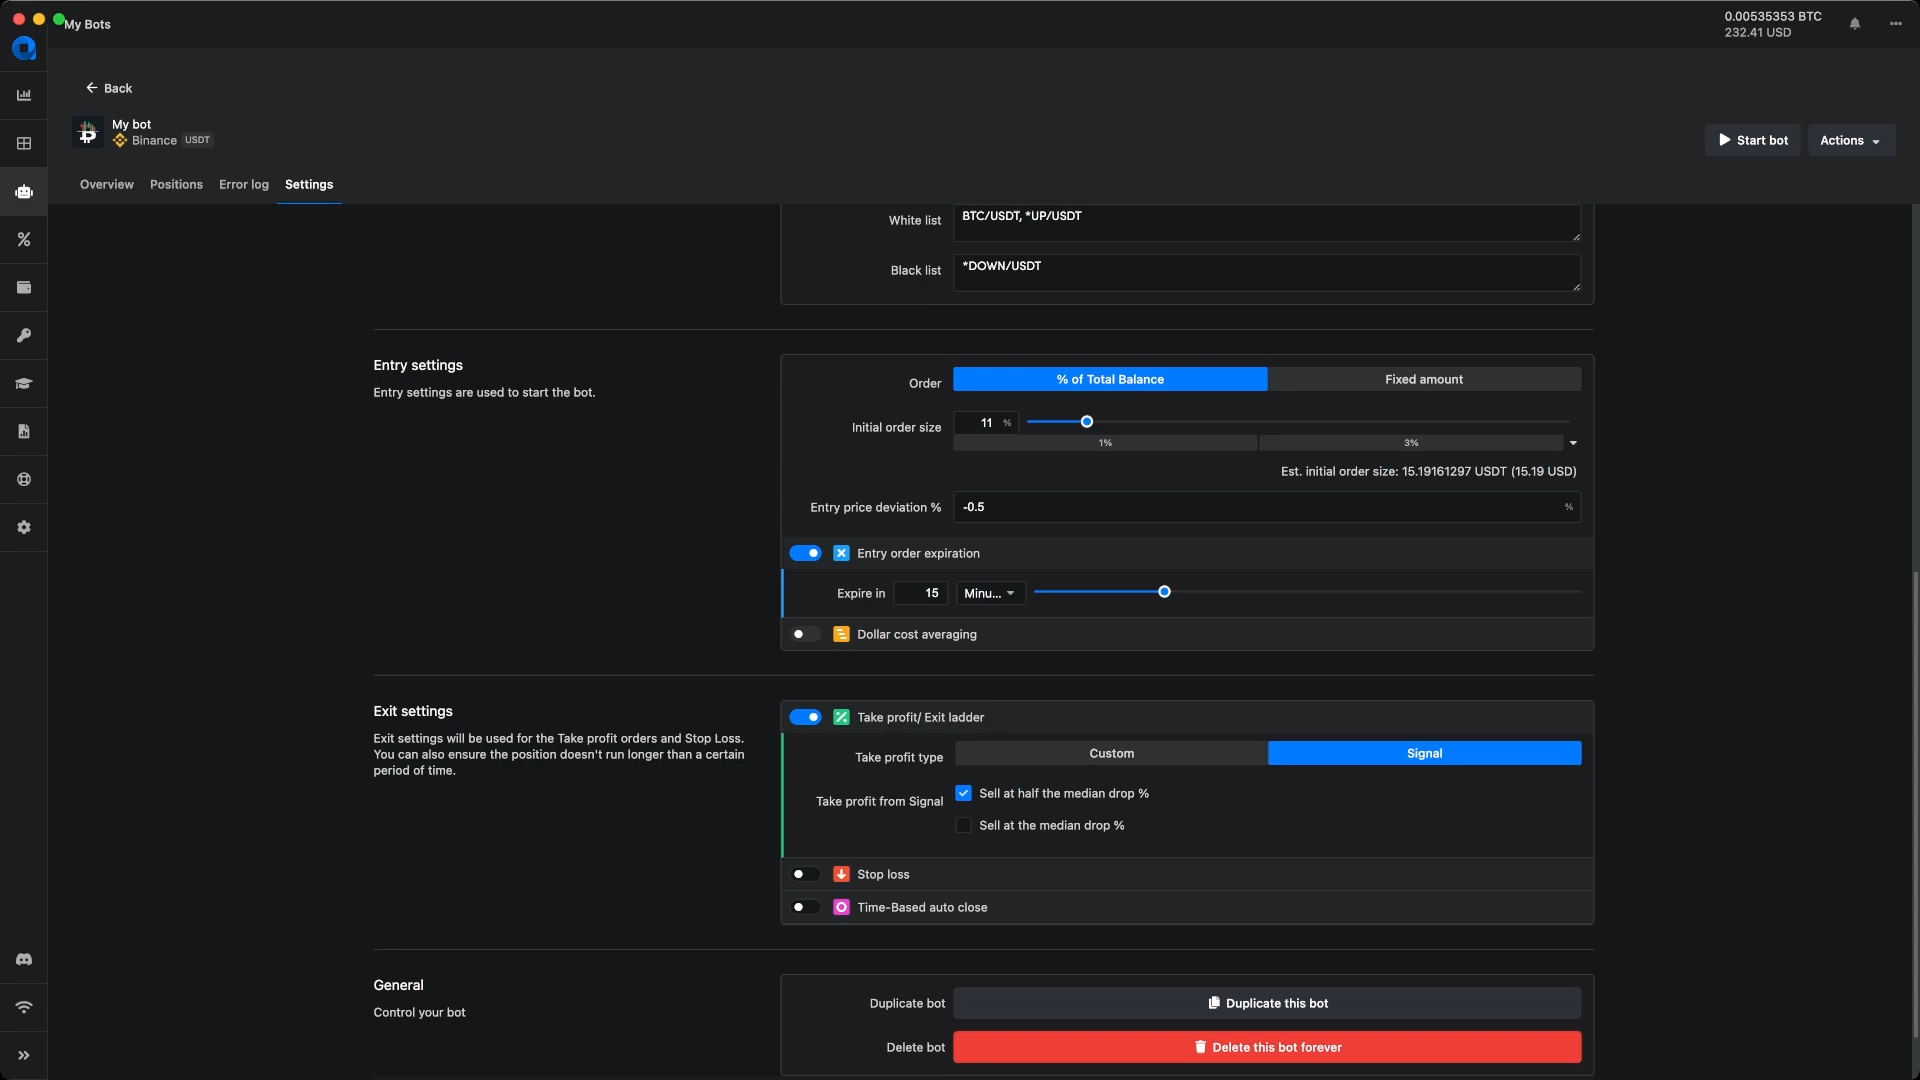 My Bots
0.00535353 BTC
232.41 USD
Back
My bot
Binance USDT
Start bot
Actions
Overview Positions Error log Settings
White list BTC/USDT, *UP/USDT
Black list *DOWN/USDT
Entry settings
Entry settings are used to start the bot.
Order % of Total Balance Fixed amount
Initial order size 11 %
1% 3%
Est. initial order size: 15.19161297 USDT (15.19 USD)
Entry price deviation % -0.5 %
Entry order expiration
Expire in 15 Minu...
Dollar cost averaging
Exit settings
Exit settings will be used for the Take profit orders and Stop Loss.
You can also ensure the position doesn't run longer than a certain
period of time.
Take profit/ Exit ladder
Take profit type Custom Signal
Take profit from Signal Sell at half the median drop %
Sell at the median drop %
Stop loss
Time-Based auto close
General
Control your bot
Duplicate bot Duplicate this bot
Delete bot Delete this bot forever